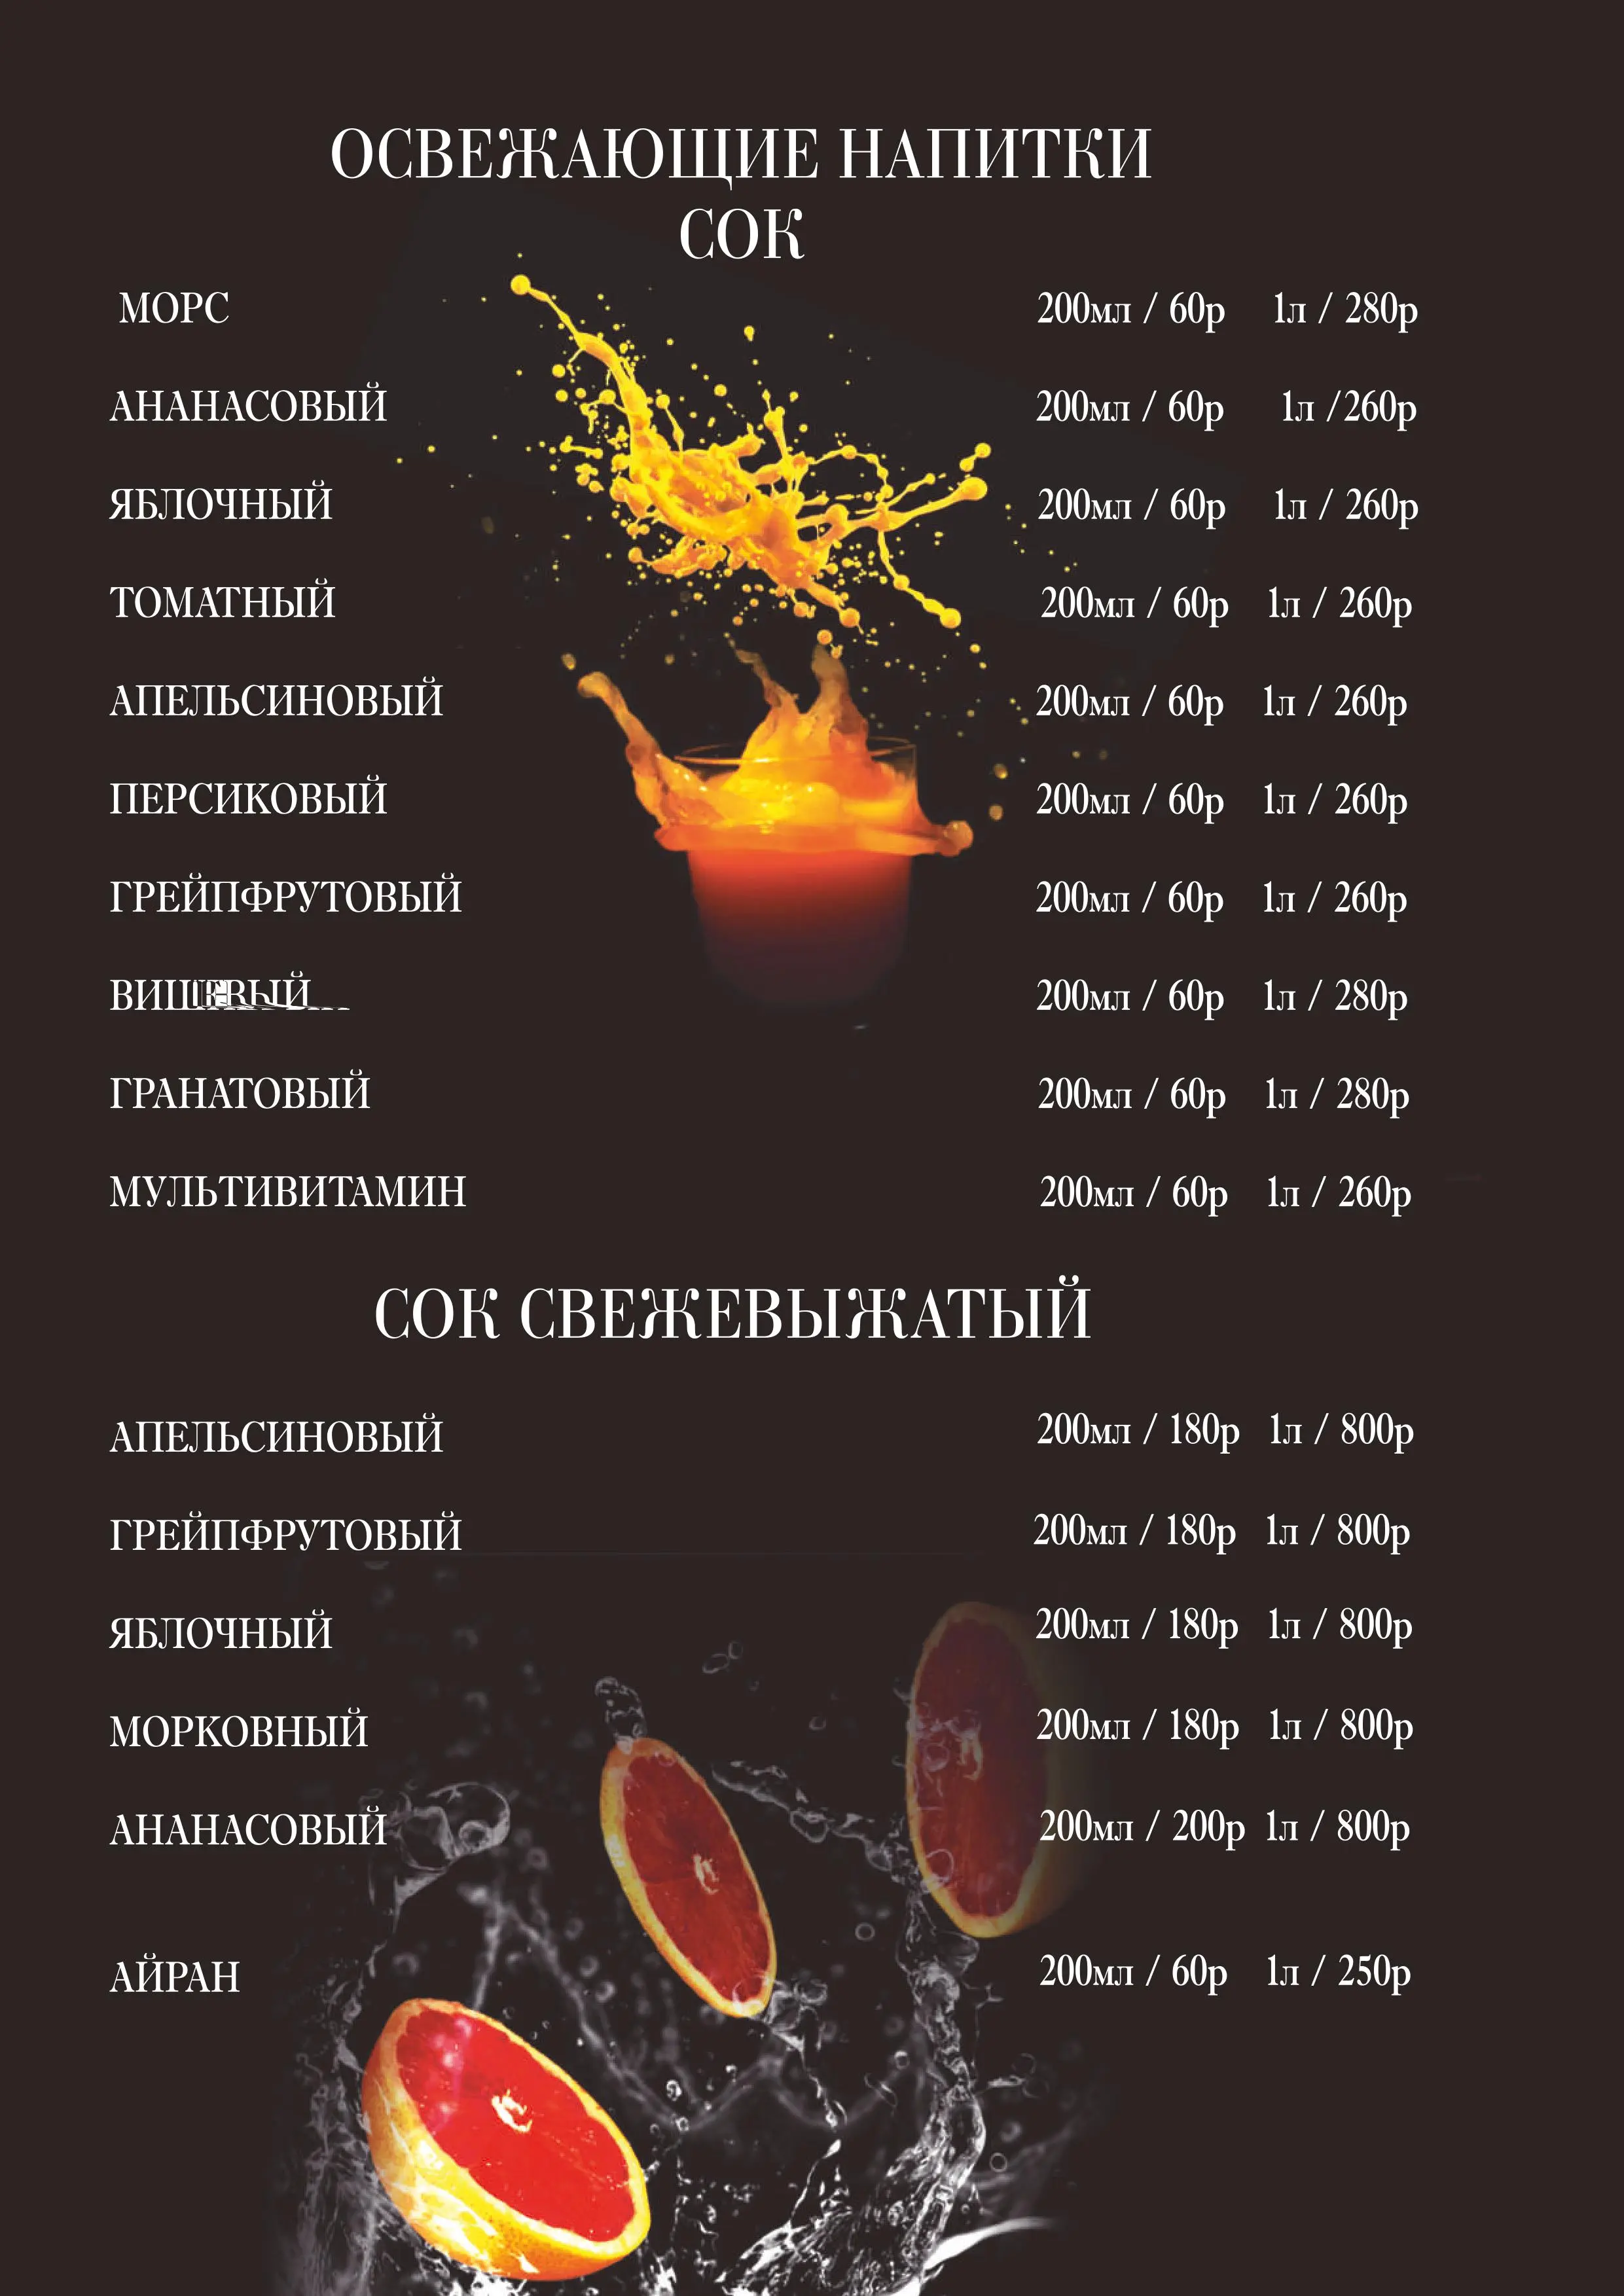 ОСВЕЖАЮЩИЕ НАПИТКИ
СОК
МОРС 200мл / 60р 1л / 280р
АНАНАСОВЫЙ 200мл / 60р 1л /260р
ЯБЛОЧНЫЙ 200мл / 60р 1л / 260р
ТОМАТНЫЙ 200мл / 60р 1л / 260р
АПЕЛЬСИНОВЫЙ 200мл / 60р 1л / 260р
ПЕРСИКОВЫЙ 200мл / 60р 1л / 260р
ГРЕЙПФРУТОВЫЙ 200мл / 60р 1л / 260р
200мл / 60р 1л / 280р
ГРАНАТОВЫЙ 200мл / 60р 1л / 280р
МУЛЬТИВИТАМИН 200мл / 60р 1л / 260р
СОК СВЕЖЕВЫЖАТЫЙ
АПЕЛЬСИНОВЫЙ 200мл / 180р 1л / 800р
ГРЕЙПФРУТОВЫЙ 200мл / 180р 1л / 800р
ЯБЛОЧНЫЙ 200мл / 180р 1л / 800р
МОРКОВНЫЙ 200мл / 180р 1л / 800р
АНАНАСОВЫЙ 200мл / 200р 1л / 800р
АЙРАН 200мл / 60р 1л / 250р